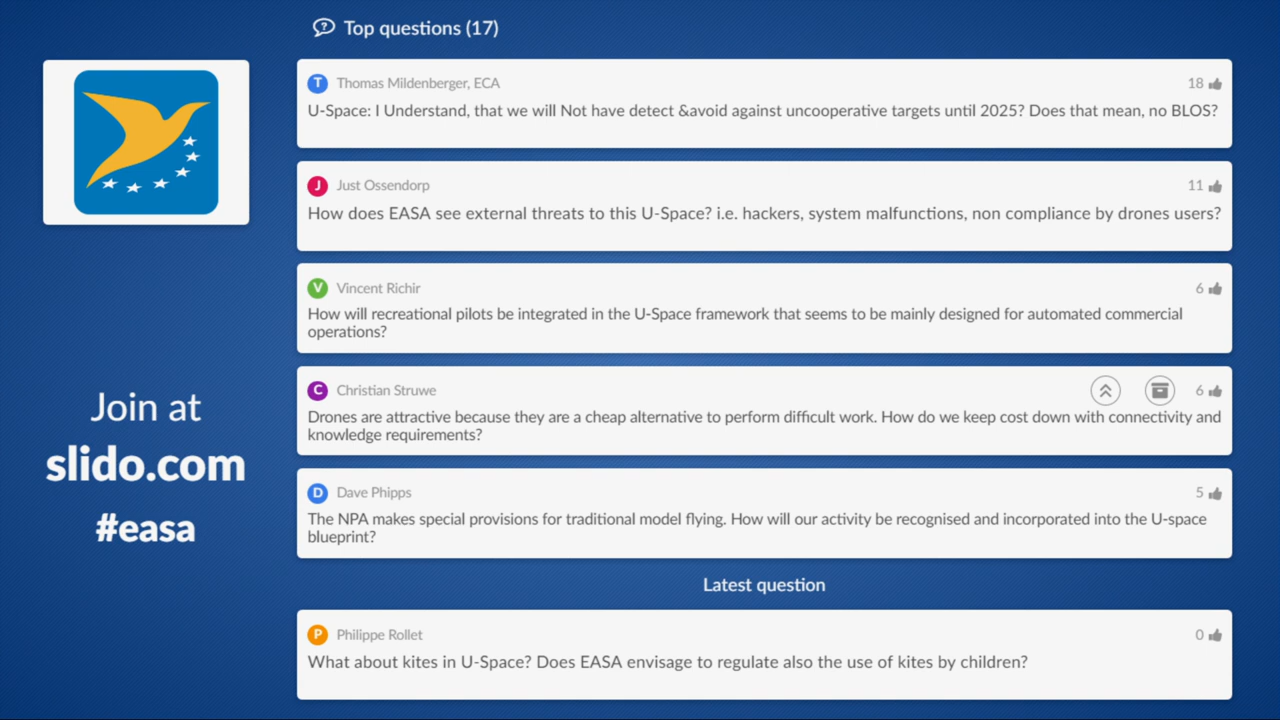 Top questions (17)
T Thomas Mildenberger, ECA 18
U-Space: I Understand, that we will Not have detect &avoid against uncooperative targets until 2025? Does that mean, no BLOS?
J Just Ossendorp 11
How does EASA see external threats to this U-Space? i.e. hackers, system malfunctions, non compliance by drones users?
V Vincent Richir 6
How will recreational pilots be integrated in the U-Space framework that seems to be mainly designed for automated commercial
operations?
C Christian Struwe 6
Drones are attractive because they are a cheap alternative to perform difficult work. How do we keep cost down with connectivity and
knowledge requirements?
D Dave Phipps 5
The NPA makes special provisions for traditional model flying. How will our activity be recognised and incorporated into the U-space
blueprint?
Latest question
P Philippe Rollet 0
What about kites in U-Space? Does EASA envisage to regulate also the use of kites by children?
Join at
slido.com
#easa